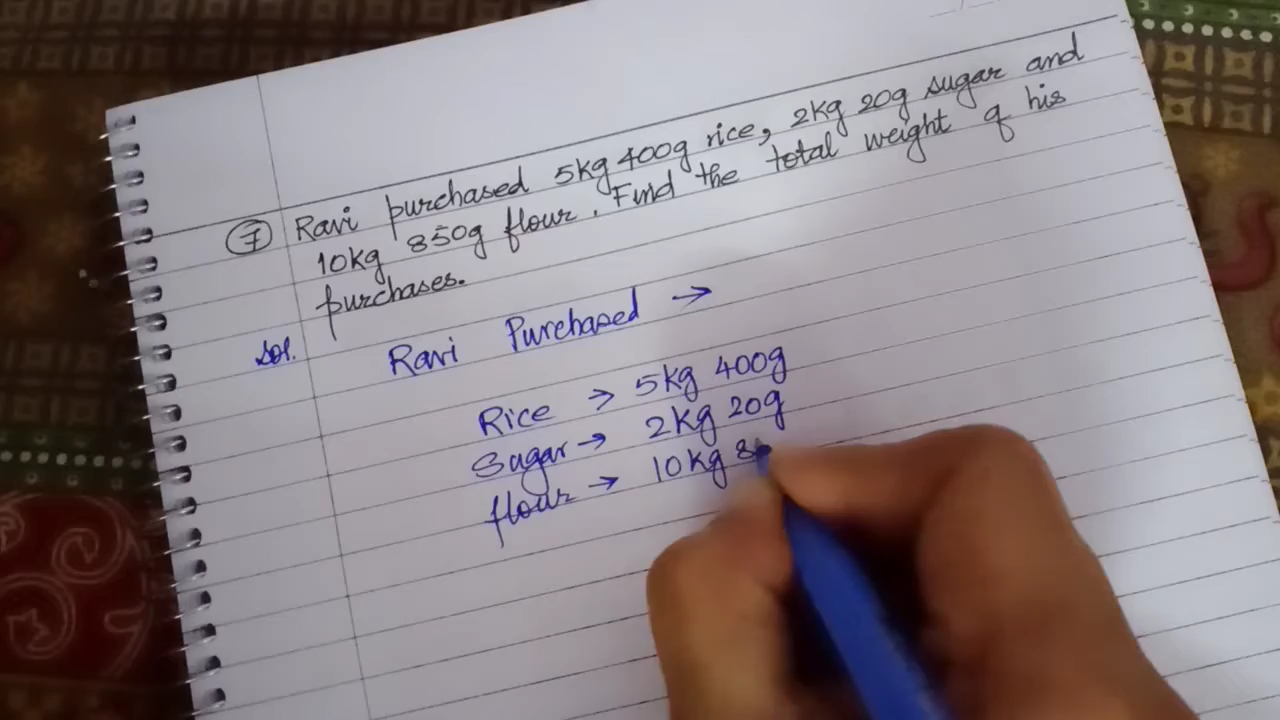 7 Ravi purchased 5kg 400g rice, 2kg 20g sugar and
10kg 850g flour. Find the total weight of his
purchases.
Sol. Ravi Purchased →
Rice → 5kg 400g
Sugar → 2kg 20g
flour → 10kg 8